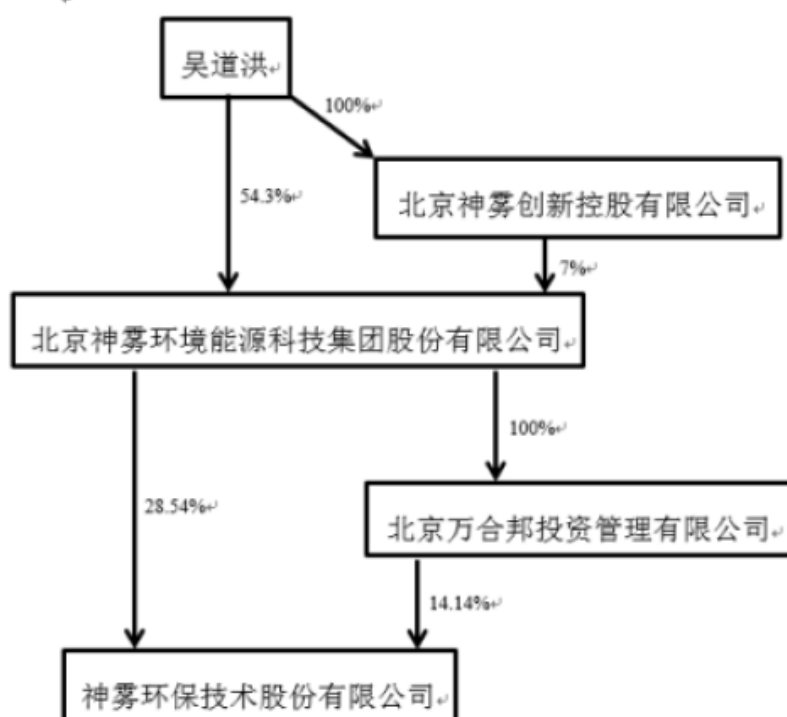 吴道洪
100%
54.3%
北京神雾创新控股有限公司
7%
北京神雾环境能源科技集团股份有限公司
100%
28.54%
北京万合邦投资管理有限公司
14.14%
神雾环保技术股份有限公司